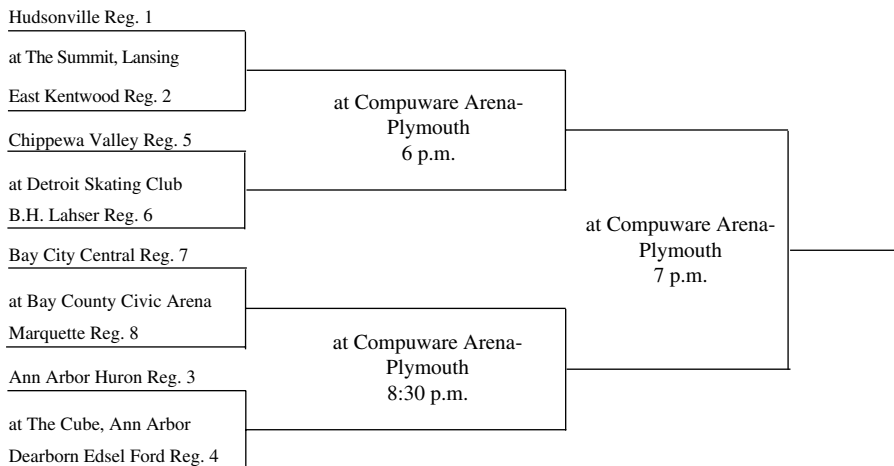 Hudsonville Reg. 1
at The Summit, Lansing
East Kentwood Reg. 2
Chippewa Valley Reg. 5
at Detroit Skating Club
B.H. Lahser Reg. 6
Bay City Central Reg. 7
at Bay County Civic Arena
Marquette Reg. 8
Ann Arbor Huron Reg. 3
at The Cube, Ann Arbor
Dearborn Edsel Ford Reg. 4
at Compuware Arena-
Plymouth
6 p.m.
at Compuware Arena-
Plymouth
8:30 p.m.
at Compuware Arena-
Plymouth
7 p.m.